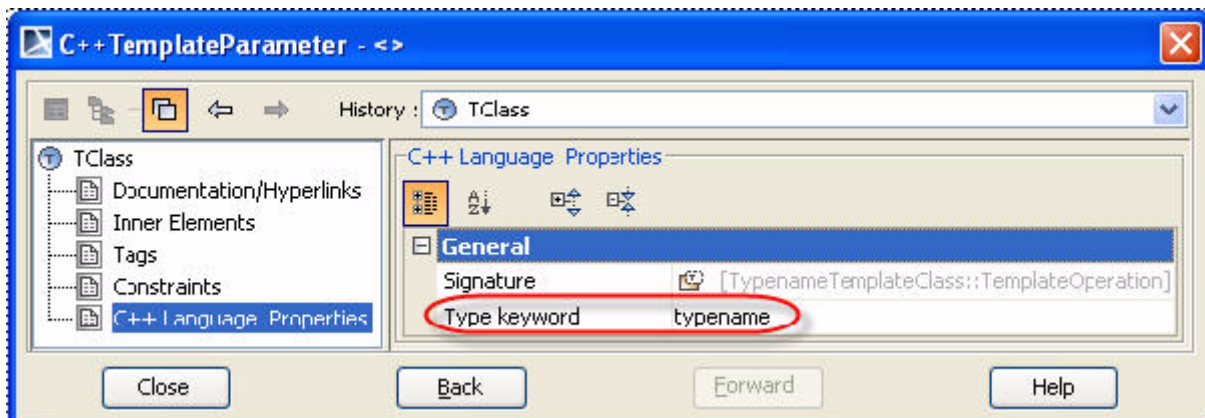 C++TemplateParameter - <>
History : TClass
TClass
Documentation/Hyperlinks
Inner Elements
Tags
Constraints
C++ Language Properties
C++ Language Properties
General
Signature [TypenameTemplateClass::TemplateOperation]
Type keyword typename
Close Back Forward Help